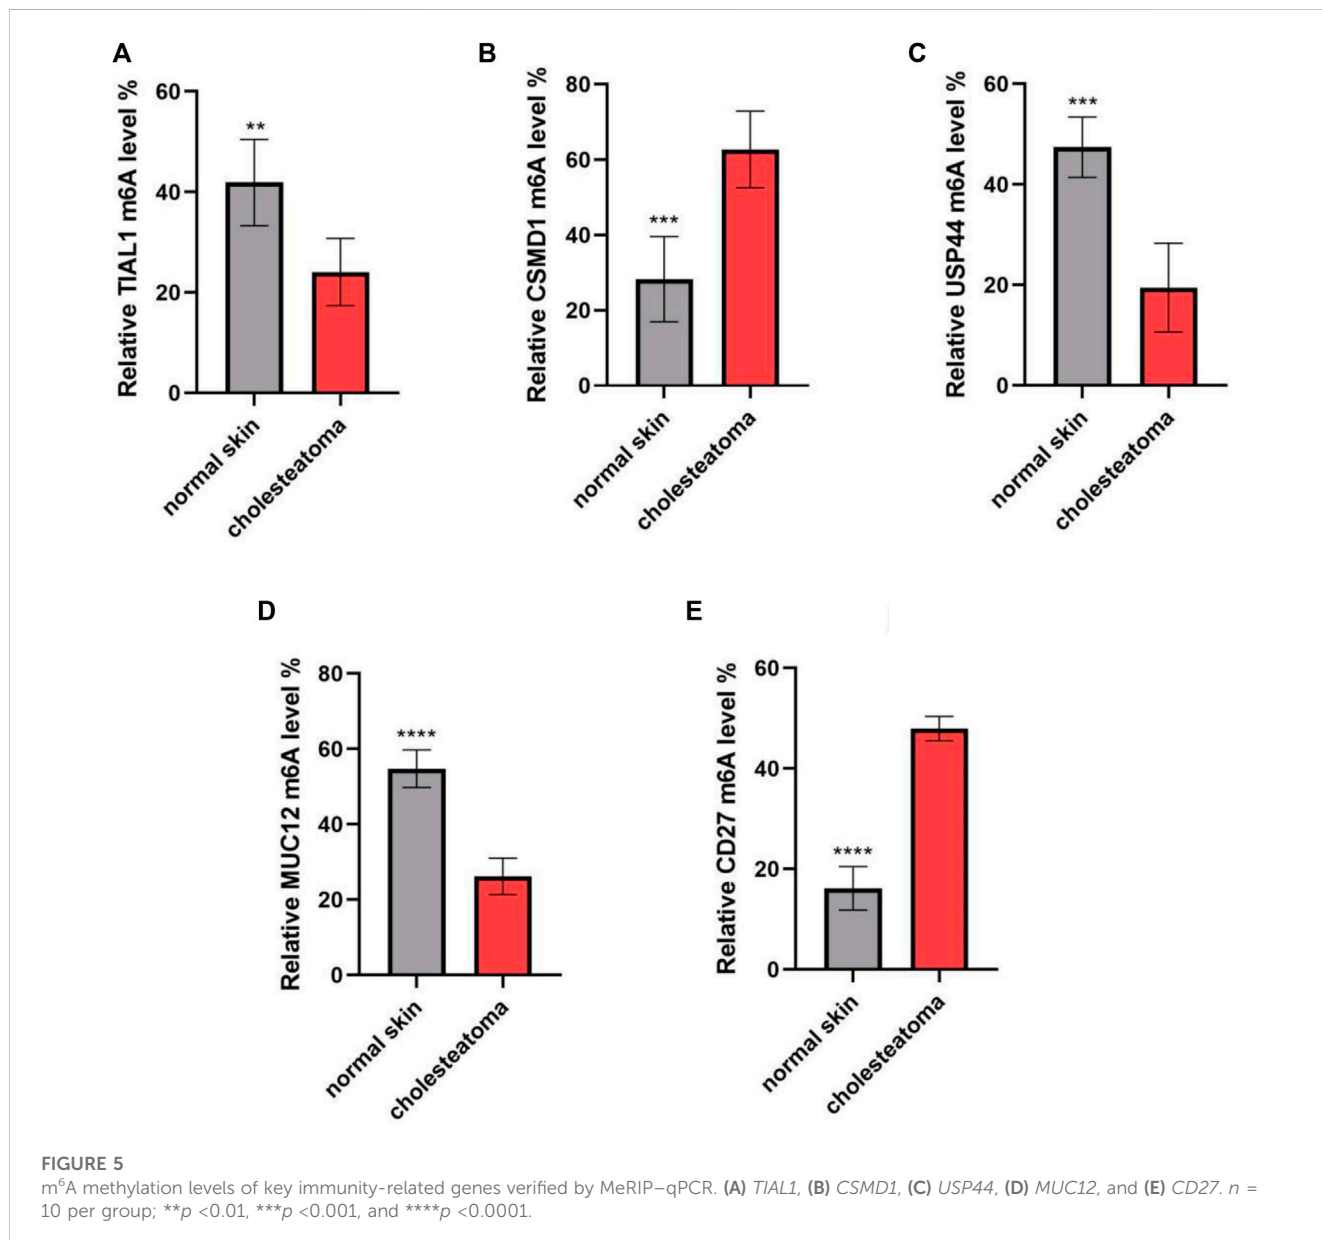 A
Relative TIAL1 m6A level %
60
40
20
0
**
normal skin
cholesteatoma
B
Relative CSMD1 m6A level %
80
60
40
20
0
***
normal skin
cholesteatoma
C
Relative USP44 m6A level %
60
40
20
0
***
normal skin
cholesteatoma
D
Relative MUC12 m6A level %
80
60
40
20
0
****
normal skin
cholesteatoma
E
Relative CD27 m6A level %
60
40
20
0
****
normal skin
cholesteatoma
FIGURE 5
m⁶A methylation levels of key immunity-related genes verified by MeRIP–qPCR. (A) TIAL1, (B) CSMD1, (C) USP44, (D) MUC12, and (E) CD27. n =
10 per group; **p <0.01, ***p <0.001, and ****p <0.0001.